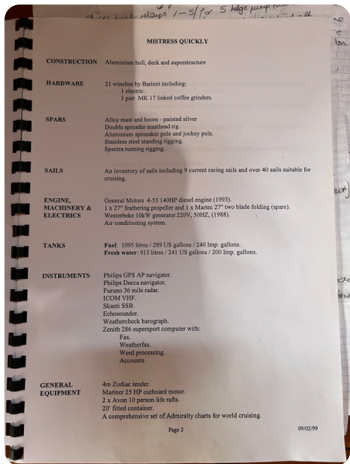 relays 1-5 for 5 bilge pump
MISTRESS QUICKLY
CONSTRUCTION Aluminium hull, deck and superstructure
HARDWARE 21 winches by Barient including:
1 electric.
1 pair MK 17 linked coffee grinders.
SPARS Alloy mast and boom - painted silver
Double spreader masthead rig.
Aluminium spinnaker pole and jockey pole.
Stainless steel standing rigging.
Spectra running rigging.
SAILS An inventory of sails including 9 current racing sails and over 40 sails suitable for
cruising
ENGINE, General Motors 4-53 140HP diesel engine (1993).
MACHINERY & 1 x 27" feathering propeller and 1 x Martec 27" two blade folding (spare).
ELECTRICS Westerbeke 10kW generator 220V, 50HZ, (1988).
Air conditioning system.
TANKS Fuel: 1095 litres / 289 US gallons / 240 Imp. gallons.
Fresh water: 913 litres / 241 US gallons / 200 Imp. gallons.
INSTRUMENTS Philips GPS AP navigator.
Philips Decca navigator.
Furuno 36 mile radar.
ICOM VHF.
Skanti SSB.
Echosounder.
Weathercheck barograph.
Zenith 286 supersport computer with:
Fax.
Weatherfax.
Word processing.
Accounts.
GENERAL 4m Zodiac tender.
EQUIPMENT Mariner 25 HP outboard motor.
2 x Avon 10 person life rafts.
20' fitted container.
A comprehensive set of Admiralty charts for world cruising.
Page 2 09/02/99